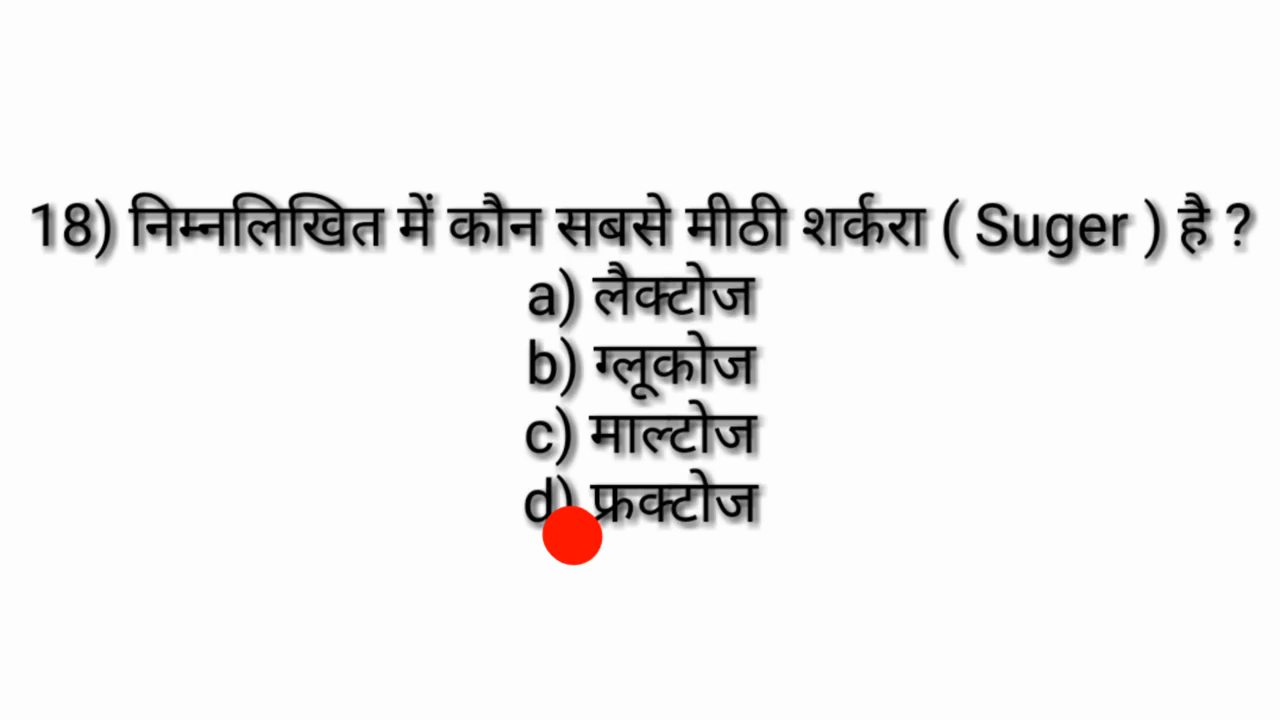 18) निम्नलिखित में कौन सबसे मीठी शर्करा ( Suger ) है ?
a) लैक्टोज
b) ग्लूकोज
c) माल्टोज
d) फ्रक्टोज